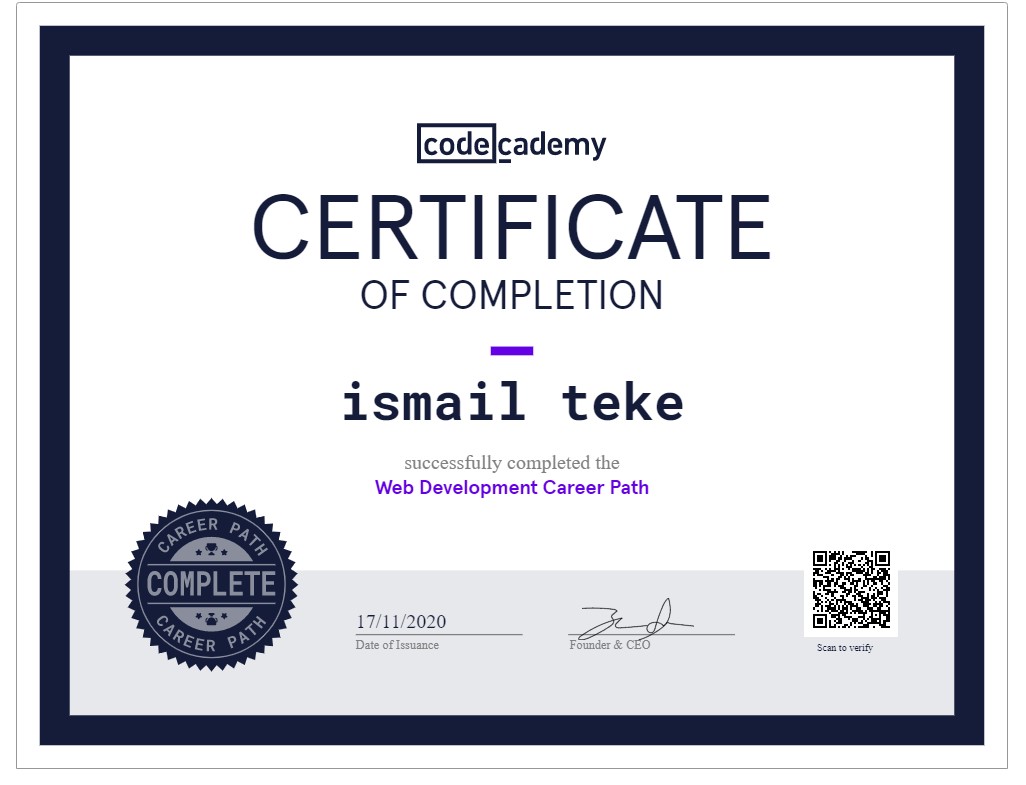 codecademy
CERTIFICATE
OF COMPLETION
ismail teke
successfully completed the
Web Development Career Path
CAREER PATH
COMPLETE
CAREER PATH
17/11/2020
Date of Issuance
Founder & CEO
Scan to verify